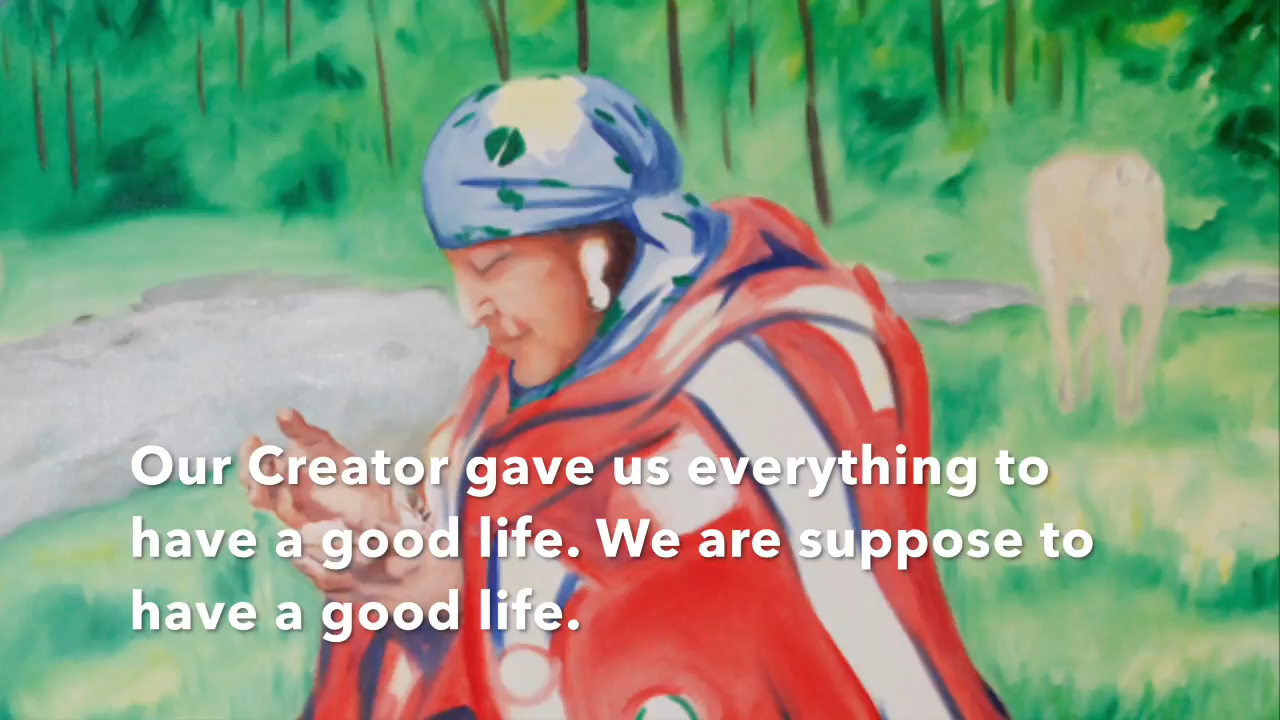 Our Creator gave us everything to
have a good life. We are suppose to
have a good life.